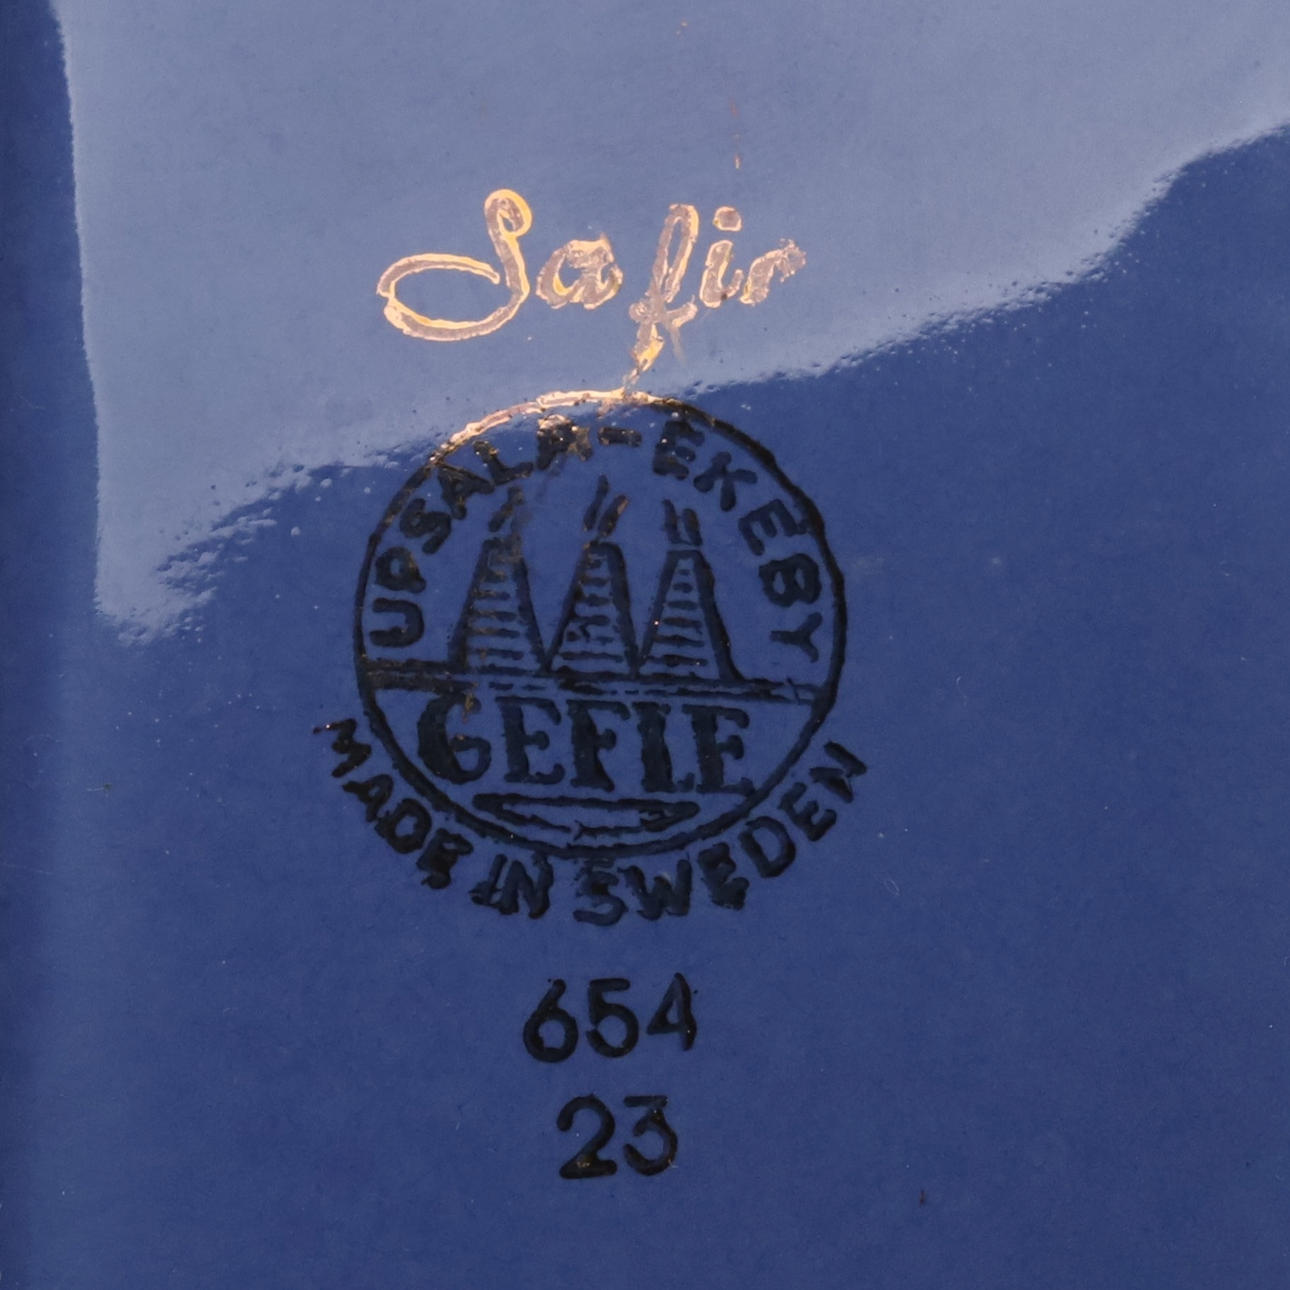 Safir
UPSALA-EKEBY
GEFLE
MADE IN SWEDEN
654
23